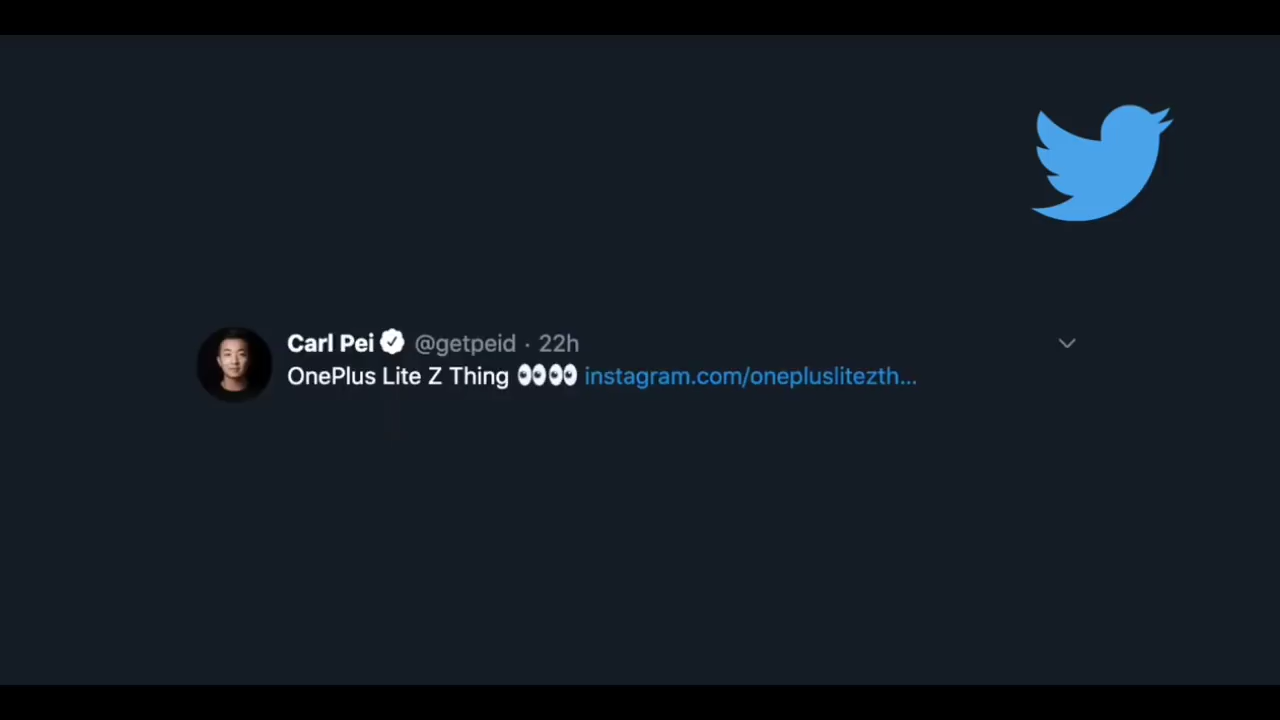 Carl Pei @getpeid · 22h
OnePlus Lite Z Thing 👀👀 instagram.com/onepluslitezth...